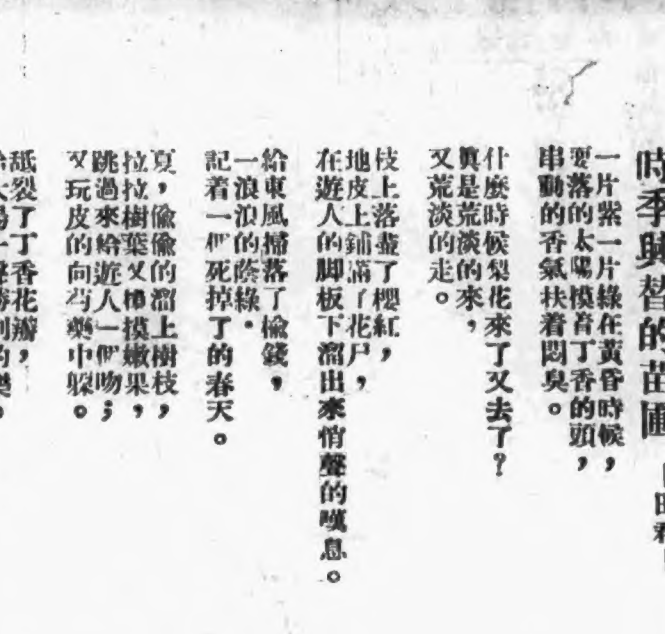 時季與替的苗圃
一片紫一片綠在黃昏時候，
要落的太陽摸着丁香的頭，
串動的香氣扶着悶臭。
什麼時候梨花來了又去了？
眞是荒淡的來，
又荒淡的走。
枝上落盡了櫻紅，
地皮上鋪滿了花尸，
在遊人的脚板下溜出來悄聲的嘆息。
給東風掃落了榆錢，
一浪浪的陰綠。
記着一個死掉了的春天。
夏，偷偷的溜上樹枝，
拉拉樹葉又摸嫩果，
跳過來給遊人一個吻；
又玩皮的向芍藥中躱。
舐裂了丁香花瓣，